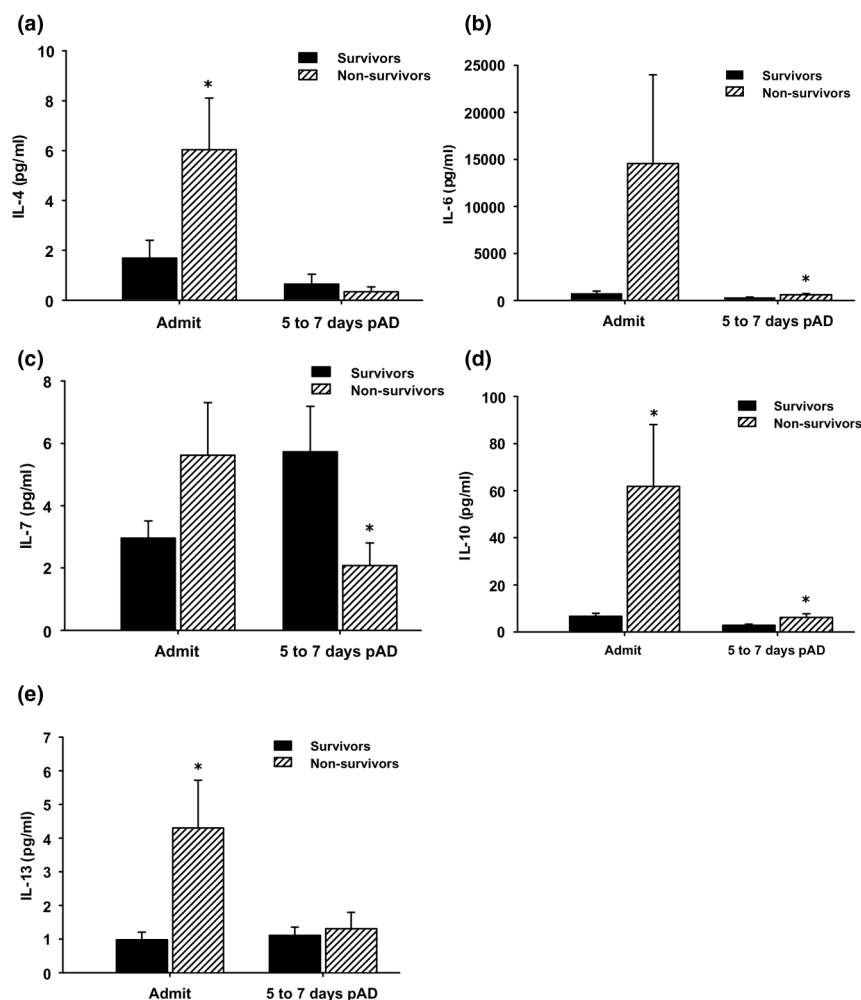 (a)
10
8
6
4
2
0
IL-4 (pg/ml)
Survivors
Non-survivors
*
Admit
5 to 7 days pAD
(b)
25000
20000
15000
10000
5000
0
IL-6 (pg/ml)
Survivors
Non-survivors
*
Admit
5 to 7 days pAD
(c)
8
6
4
2
0
IL-7 (pg/ml)
Survivors
Non-survivors
*
Admit
5 to 7 days pAD
(d)
100
80
60
40
20
0
IL-10 (pg/ml)
Survivors
Non-survivors
*
*
Admit
5 to 7 days pAD
(e)
7
6
5
4
3
2
1
0
IL-13 (pg/ml)
Survivors
Non-survivors
*
Admit
5 to 7 days pAD